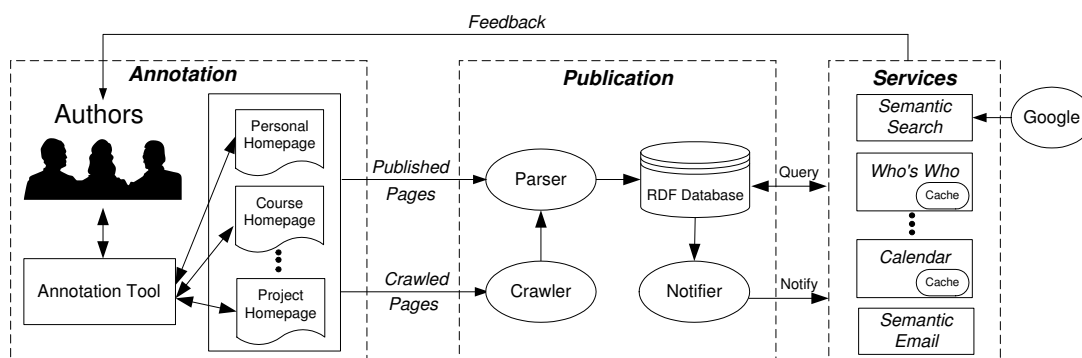 Feedback
Annotation
Authors
Annotation Tool
Personal
Homepage
Course
Homepage
Project
Homepage
Published
Pages
Crawled
Pages
Publication
Parser
RDF Database
Crawler
Notifier
Query
Notify
Services
Semantic
Search
Who's Who
Cache
Calendar
Cache
Semantic
Email
Google